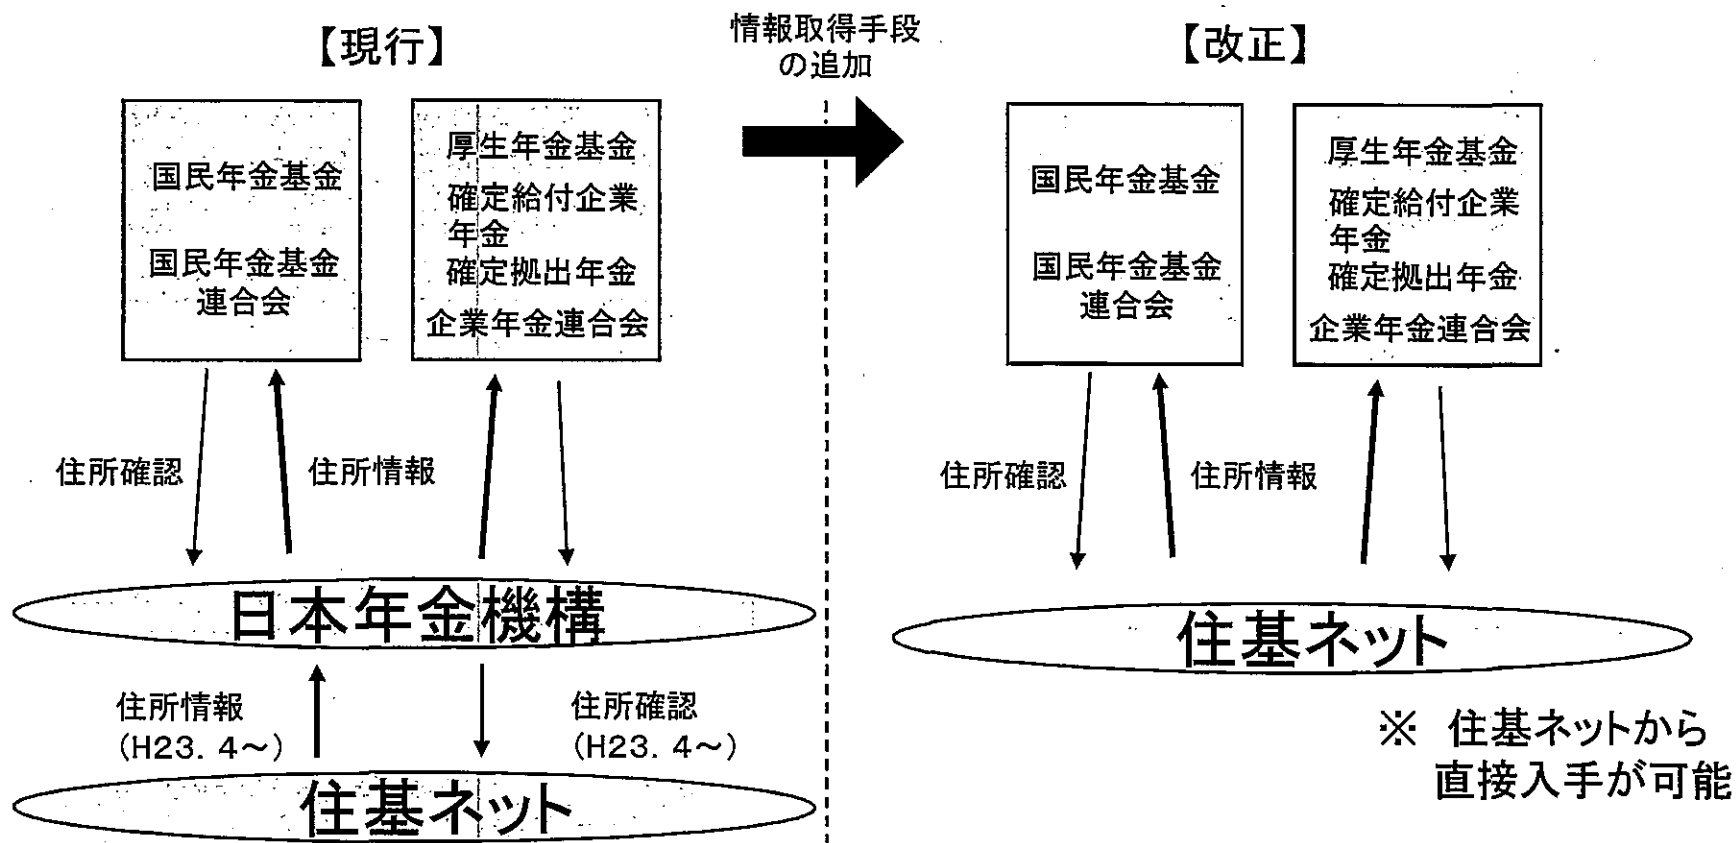 【現行】
国民年金基金
国民年金基金
連合会
厚生年金基金
確定給付企業
年金
確定拠出年金
企業年金連合会
住所確認
住所情報
日本年金機構
住所情報
(H23. 4～)
住所確認
(H23. 4～)
住基ネット
情報取得手段
の追加
【改正】
国民年金基金
国民年金基金
連合会
厚生年金基金
確定給付企業
年金
確定拠出年金
企業年金連合会
住所確認
住所情報
住基ネット
※ 住基ネットから
直接入手が可能